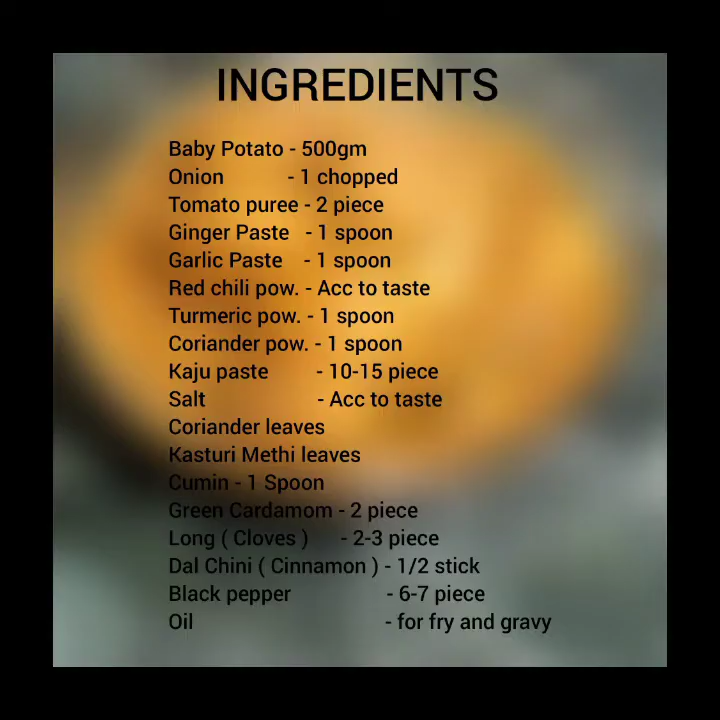 INGREDIENTS
Baby Potato - 500gm
Onion - 1 chopped
Tomato puree - 2 piece
Ginger Paste - 1 spoon
Garlic Paste - 1 spoon
Red chili pow. - Acc to taste
Turmeric pow. - 1 spoon
Coriander pow. - 1 spoon
Kaju paste - 10-15 piece
Salt - Acc to taste
Coriander leaves
Kasturi Methi leaves
Cumin - 1 Spoon
Green Cardamom - 2 piece
Long ( Cloves ) - 2-3 piece
Dal Chini ( Cinnamon ) - 1/2 stick
Black pepper - 6-7 piece
Oil - for fry and gravy